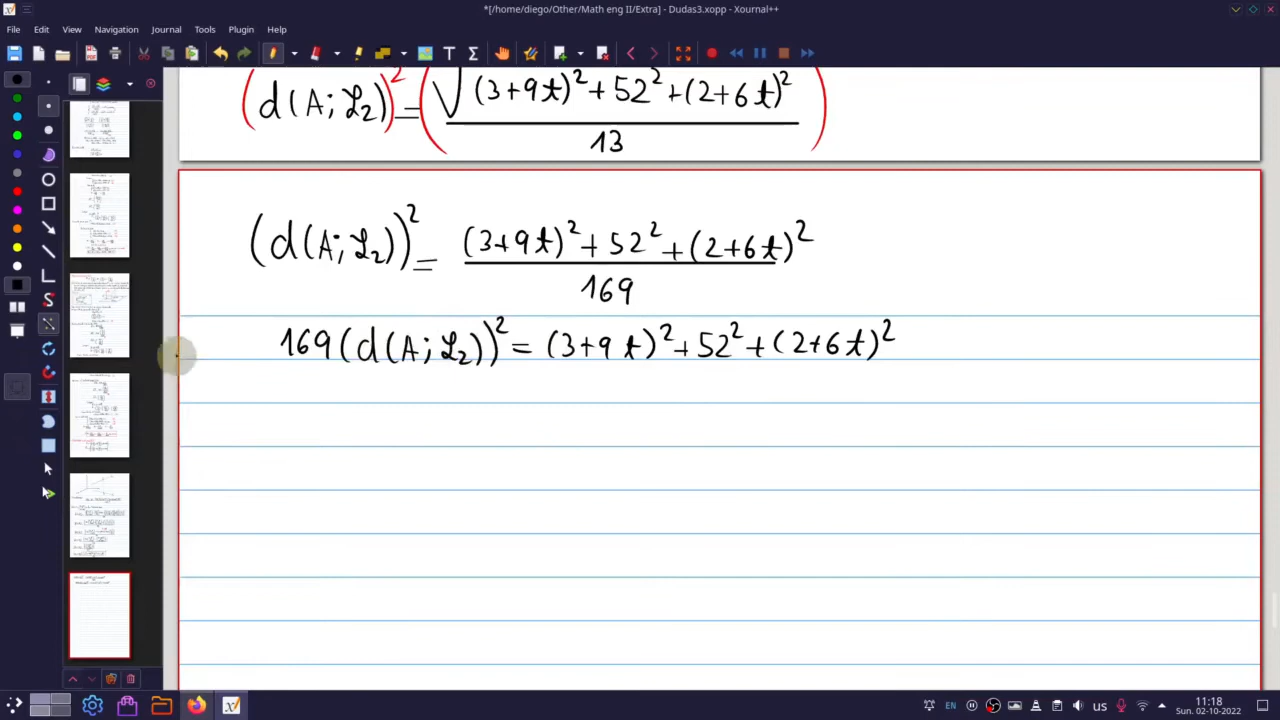 *[/home/diego/Other/Math eng II/Extra] - Dudas3.xopp - Xournal++
File Edit View Navigation Journal Tools Plugin Help
(d(A; ℒ₂))² = (√((3+9t)²+52²+(2+6t)²) / 13)
(d(A; ℒ₂))² = ((3+9t)²+52²+(2+6t)²) / 169
169(d(A; ℒ₂))² = (3+9t)²+52²+(2+6t)²
EN us 11:18
Sun. 02-10-2022